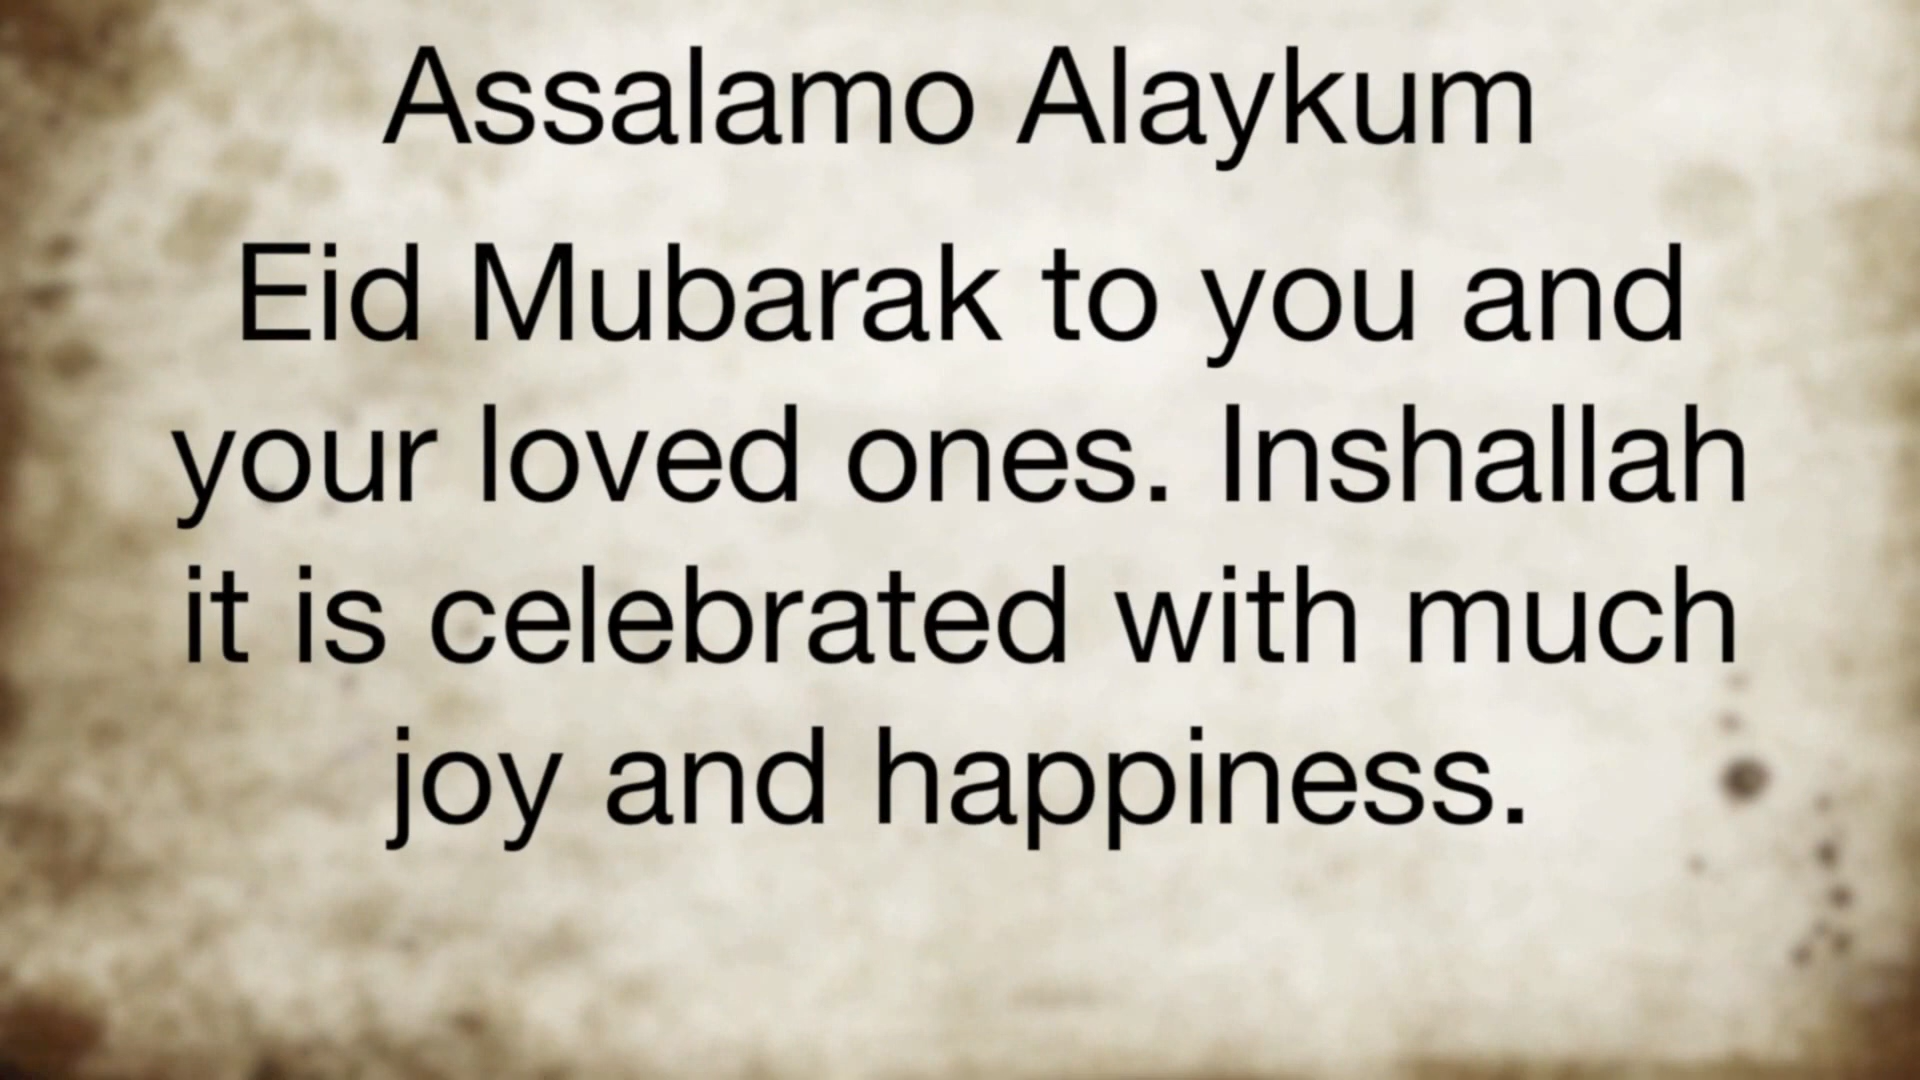 Assalamo Alaykum
Eid Mubarak to you and
your loved ones. Inshallah
it is celebrated with much
joy and happiness.